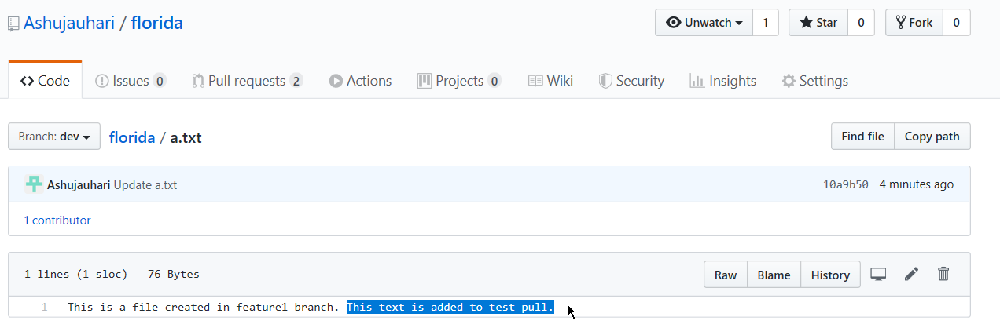 Ashujauhari / florida Unwatch 1 Star 0 Fork 0
Code Issues 0 Pull requests 2 Actions Projects 0 Wiki Security Insights Settings
Branch: dev florida / a.txt Find file Copy path
Ashujauhari Update a.txt 10a9b50 4 minutes ago
1 contributor
1 lines (1 sloc) 76 Bytes Raw Blame History
1 This is a file created in feature1 branch. This text is added to test pull.